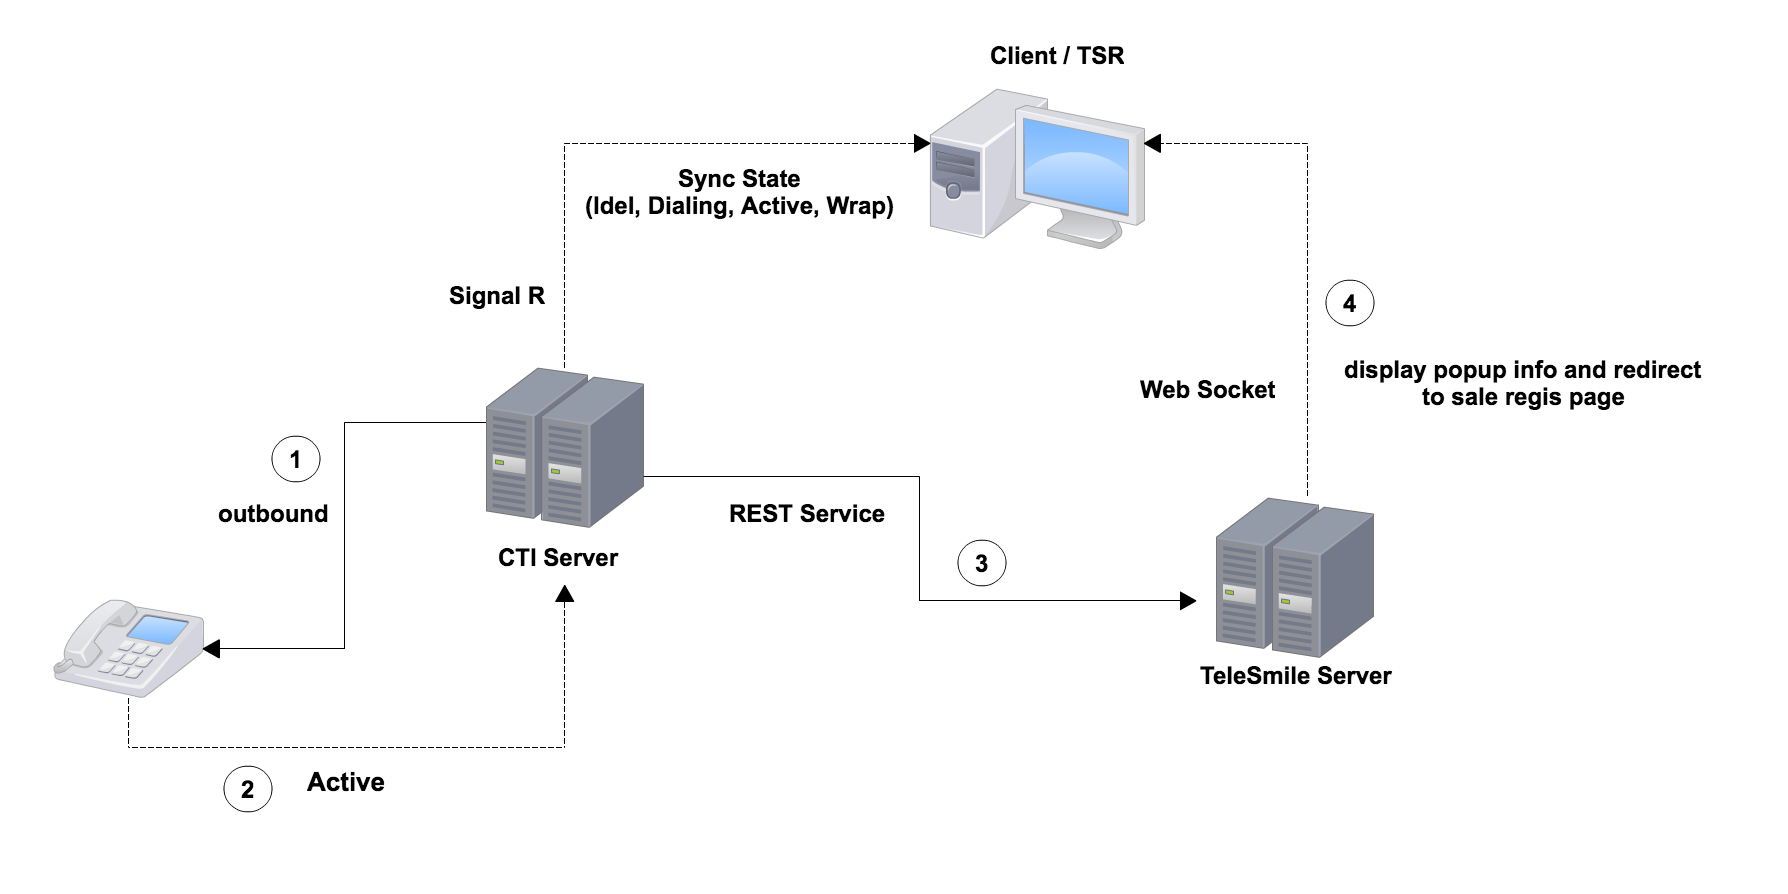 Client / TSR
Sync State
(Idel, Dialing, Active, Wrap)
Signal R
4
display popup info and redirect
to sale regis page
Web Socket
1
outbound
REST Service
CTI Server
3
TeleSmile Server
2
Active